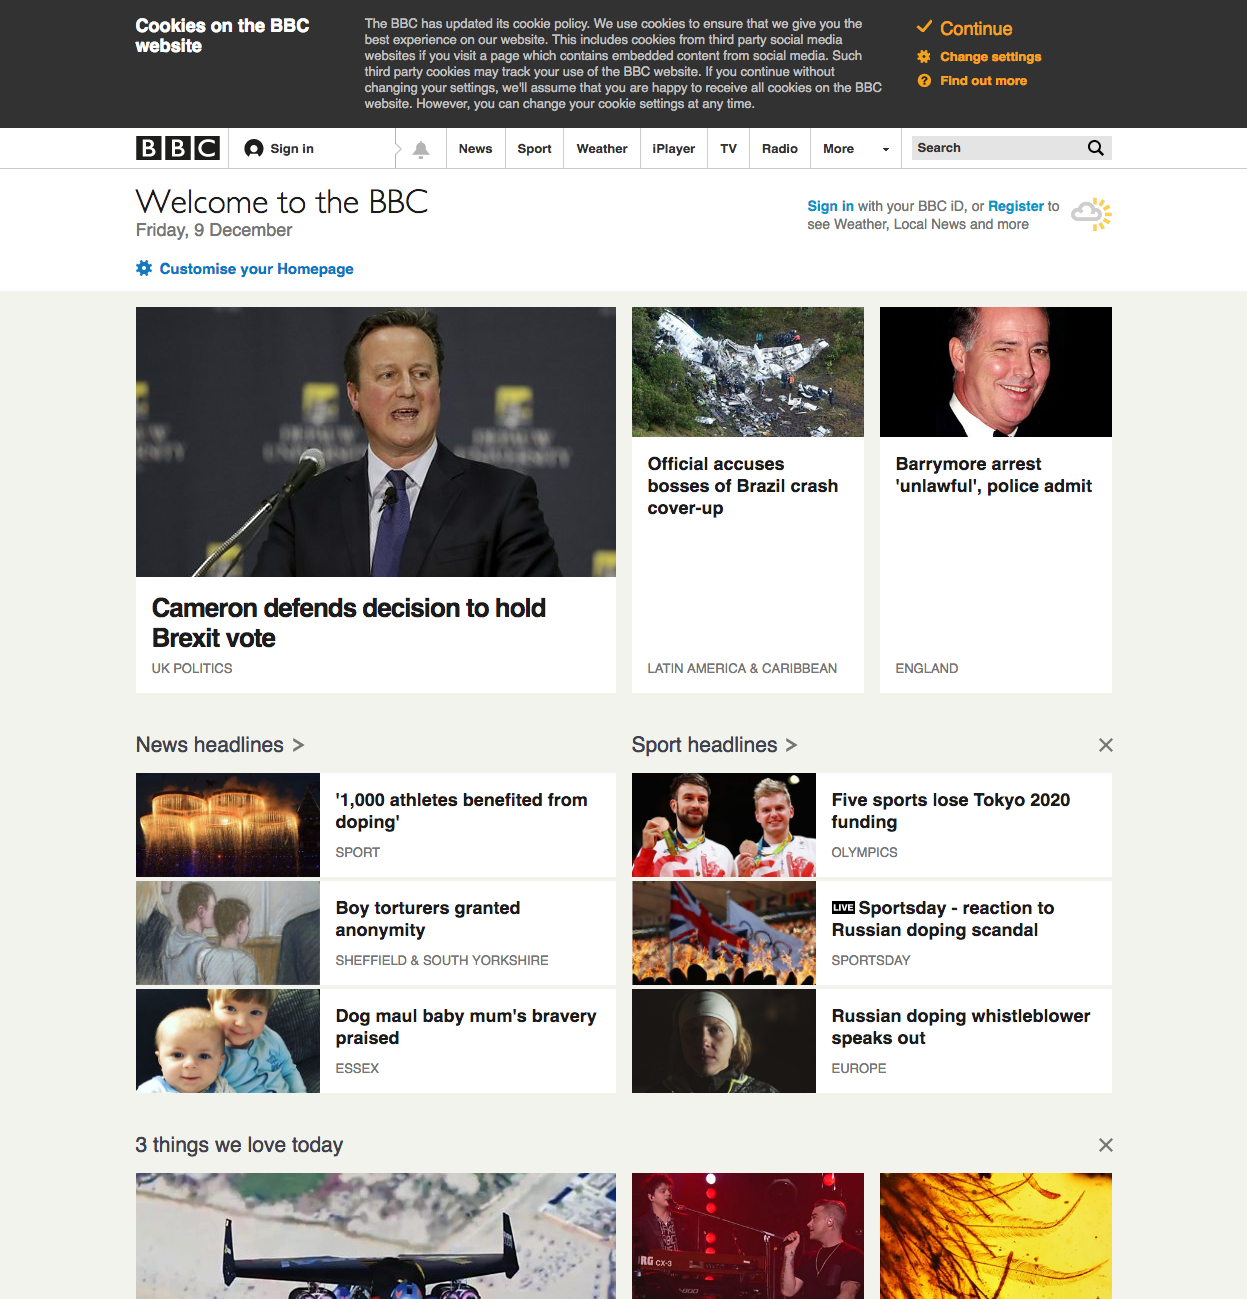 Cookies on the BBC
website
The BBC has updated its cookie policy. We use cookies to ensure that we give you the
best experience on our website. This includes cookies from third party social media
websites if you visit a page which contains embedded content from social media. Such
third party cookies may track your use of the BBC website. If you continue without
changing your settings, we'll assume that you are happy to receive all cookies on the BBC
website. However, you can change your cookie settings at any time.
Continue
Change settings
Find out more
BBC
Sign in
News
Sport
Weather
iPlayer
TV
Radio
More
Search
Welcome to the BBC
Friday, 9 December
Sign in with your BBC iD, or Register to
see Weather, Local News and more
Customise your Homepage
Cameron defends decision to hold
Brexit vote
UK POLITICS
Official accuses
bosses of Brazil crash
cover-up
LATIN AMERICA & CARIBBEAN
Barrymore arrest
'unlawful', police admit
ENGLAND
News headlines
'1,000 athletes benefited from
doping'
SPORT
Boy torturers granted
anonymity
SHEFFIELD & SOUTH YORKSHIRE
Dog maul baby mum's bravery
praised
ESSEX
Sport headlines
Five sports lose Tokyo 2020
funding
OLYMPICS
LIVE Sportsday - reaction to
Russian doping scandal
SPORTSDAY
Russian doping whistleblower
speaks out
EUROPE
3 things we love today
RG CX-3